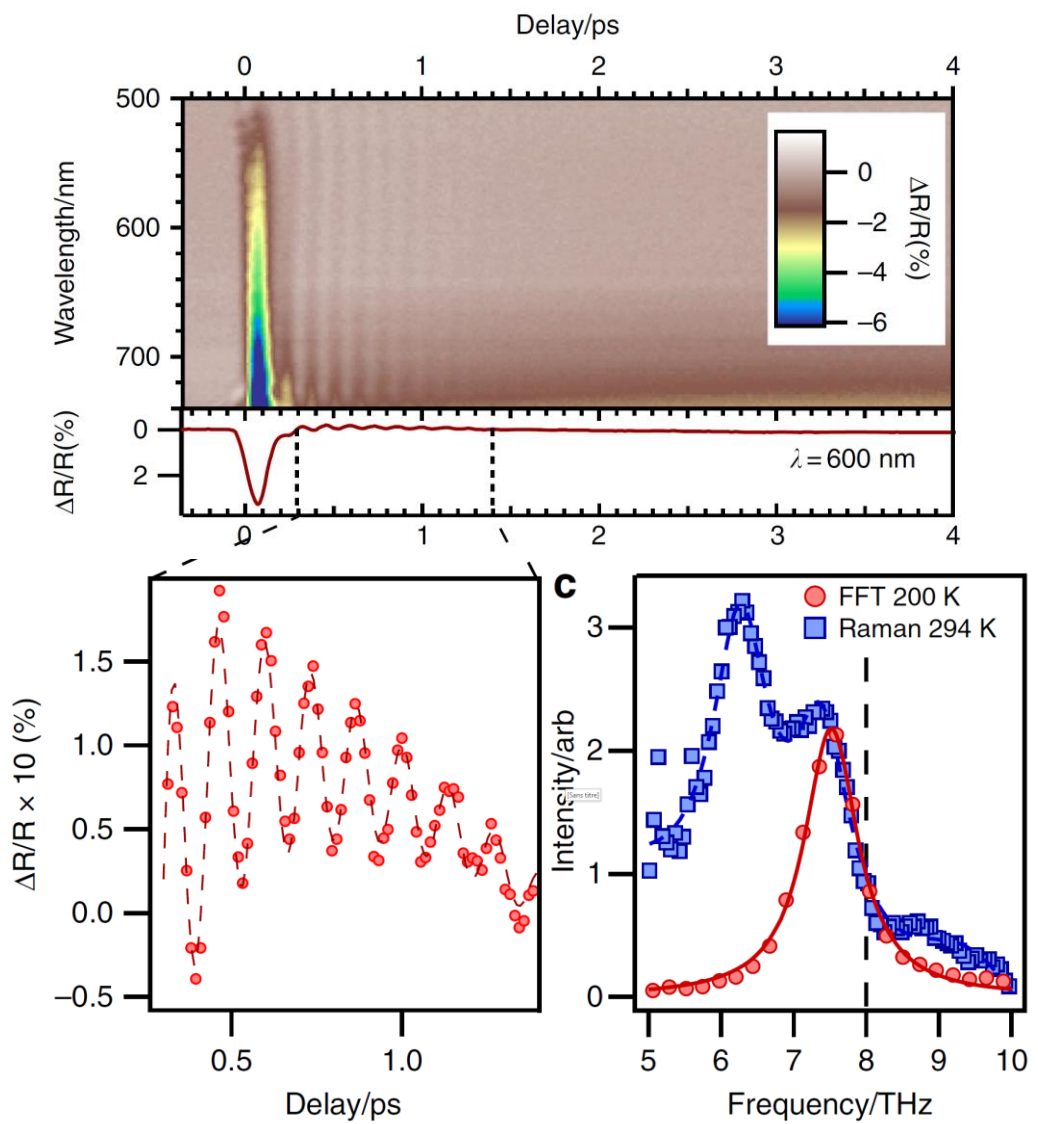 Delay/ps
0 1 2 3 4
500
600
700
Wavelength/nm
0
−2
−4
−6
ΔR/R(%)
0
2
ΔR/R(%)
λ=600 nm
0 1 2 3 4
1.5
1.0
0.5
0.0
−0.5
ΔR/R × 10 (%)
0.5 1.0
Delay/ps
c
FFT 200 K
Raman 294 K
3
2
1
0
Intensity/arb
[Sans titre]
5 6 7 8 9 10
Frequency/THz